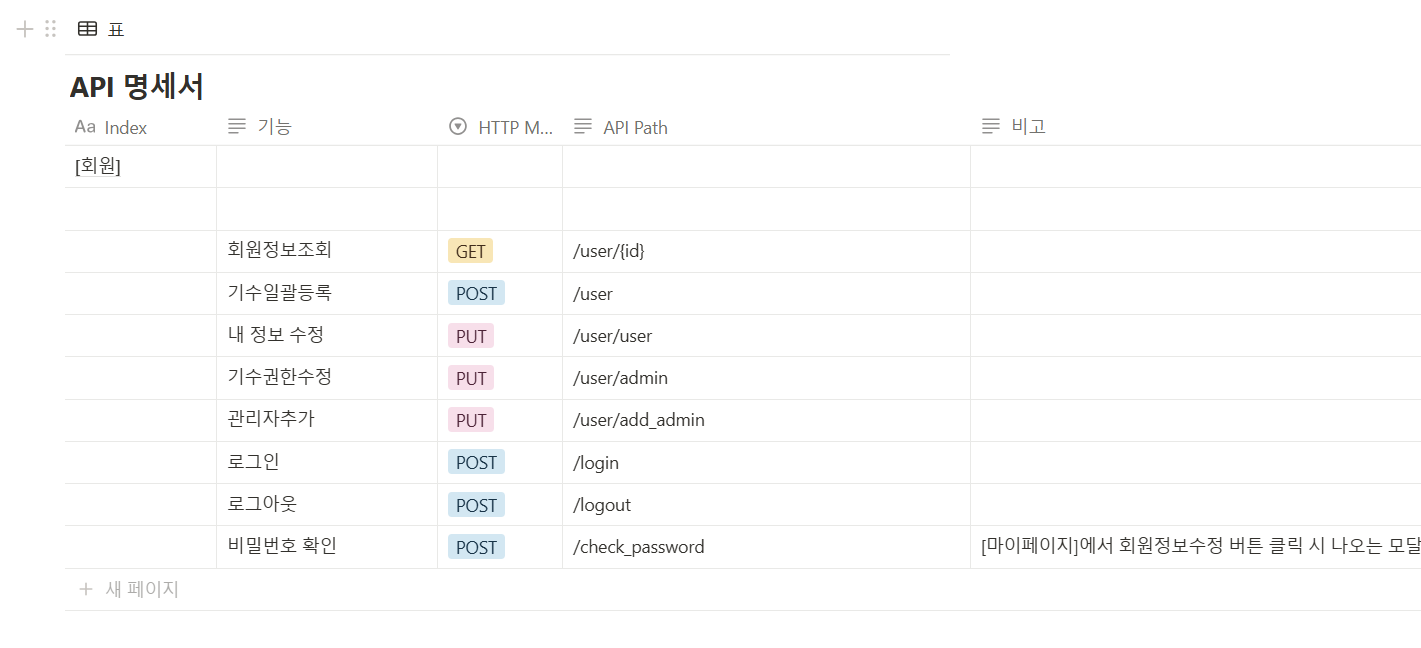 표
API 명세서
Aa Index 기능 HTTP M... API Path 비고
[회원]
회원정보조회 GET /user/{id}
기수일괄등록 POST /user
내 정보 수정 PUT /user/user
기수권한수정 PUT /user/admin
관리자추가 PUT /user/add_admin
로그인 POST /login
로그아웃 POST /logout
비밀번호 확인 POST /check_password [마이페이지]에서 회원정보수정 버튼 클릭 시 나오는 모달
+ 새 페이지